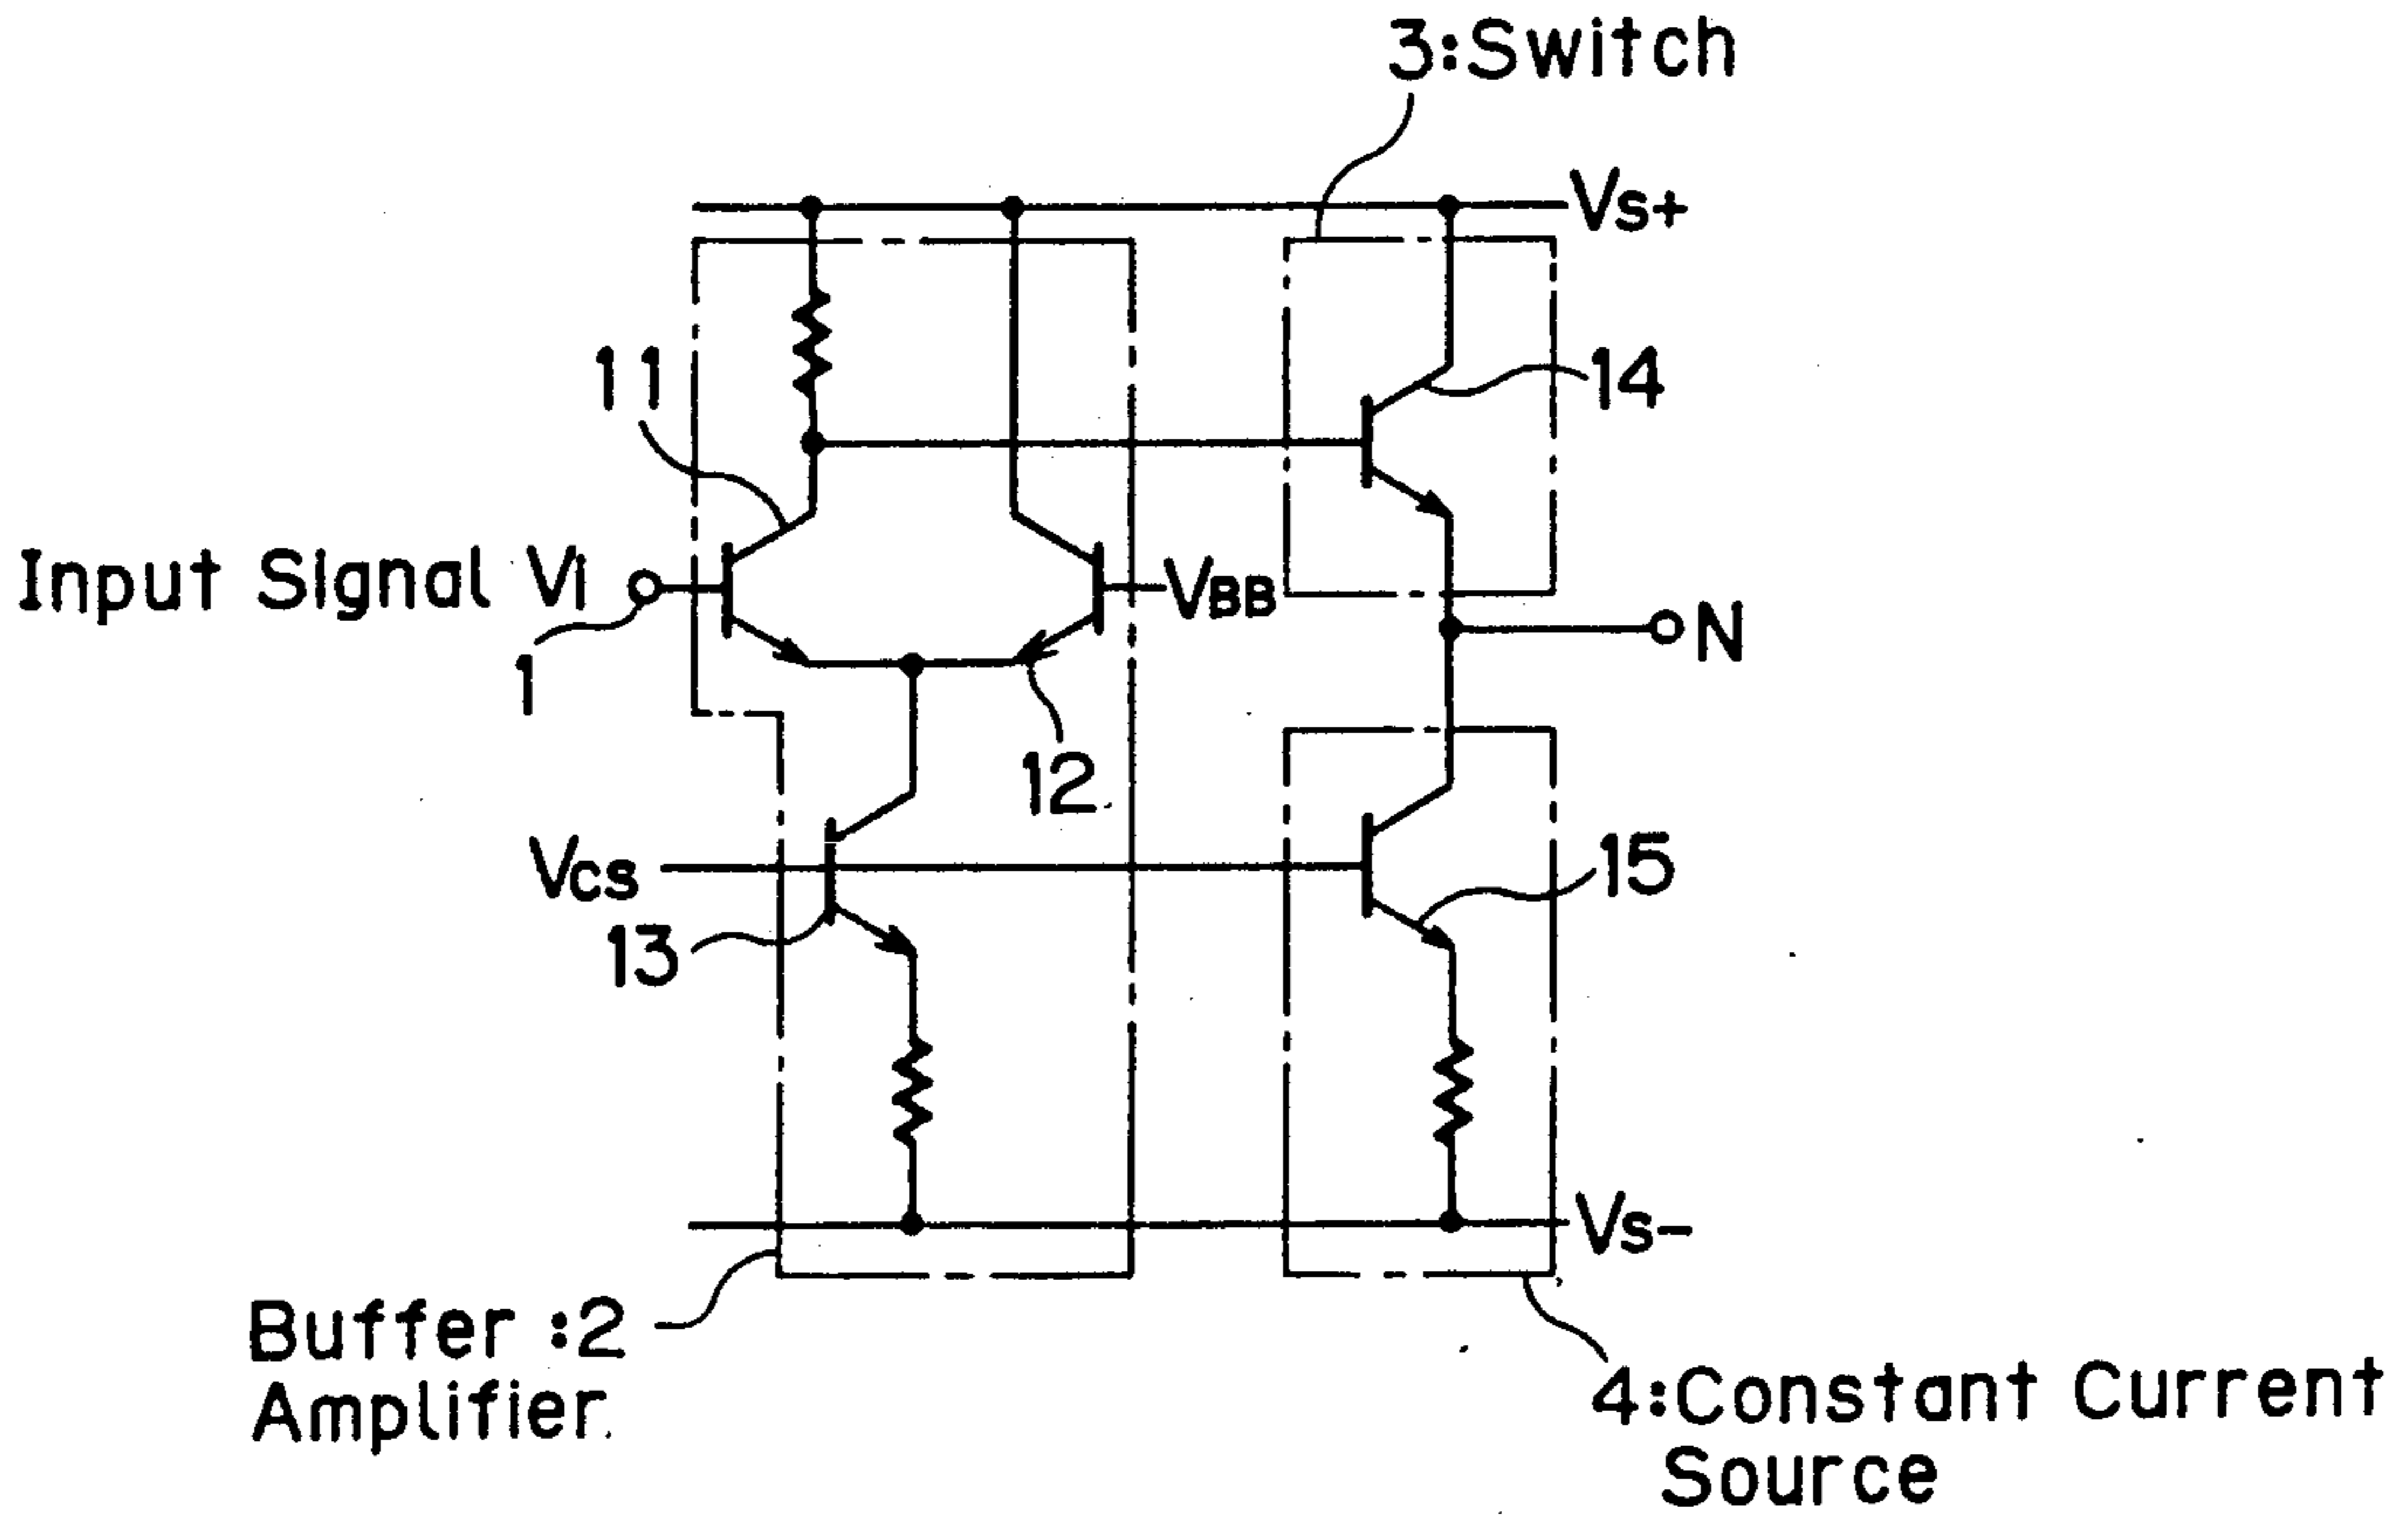 3:Switch
Vs+
11
14
Input Signal Vi
VBB
N
1
12
Vcs
15
13
Vs-
Buffer :2
Amplifier
4:Constant Current
Source